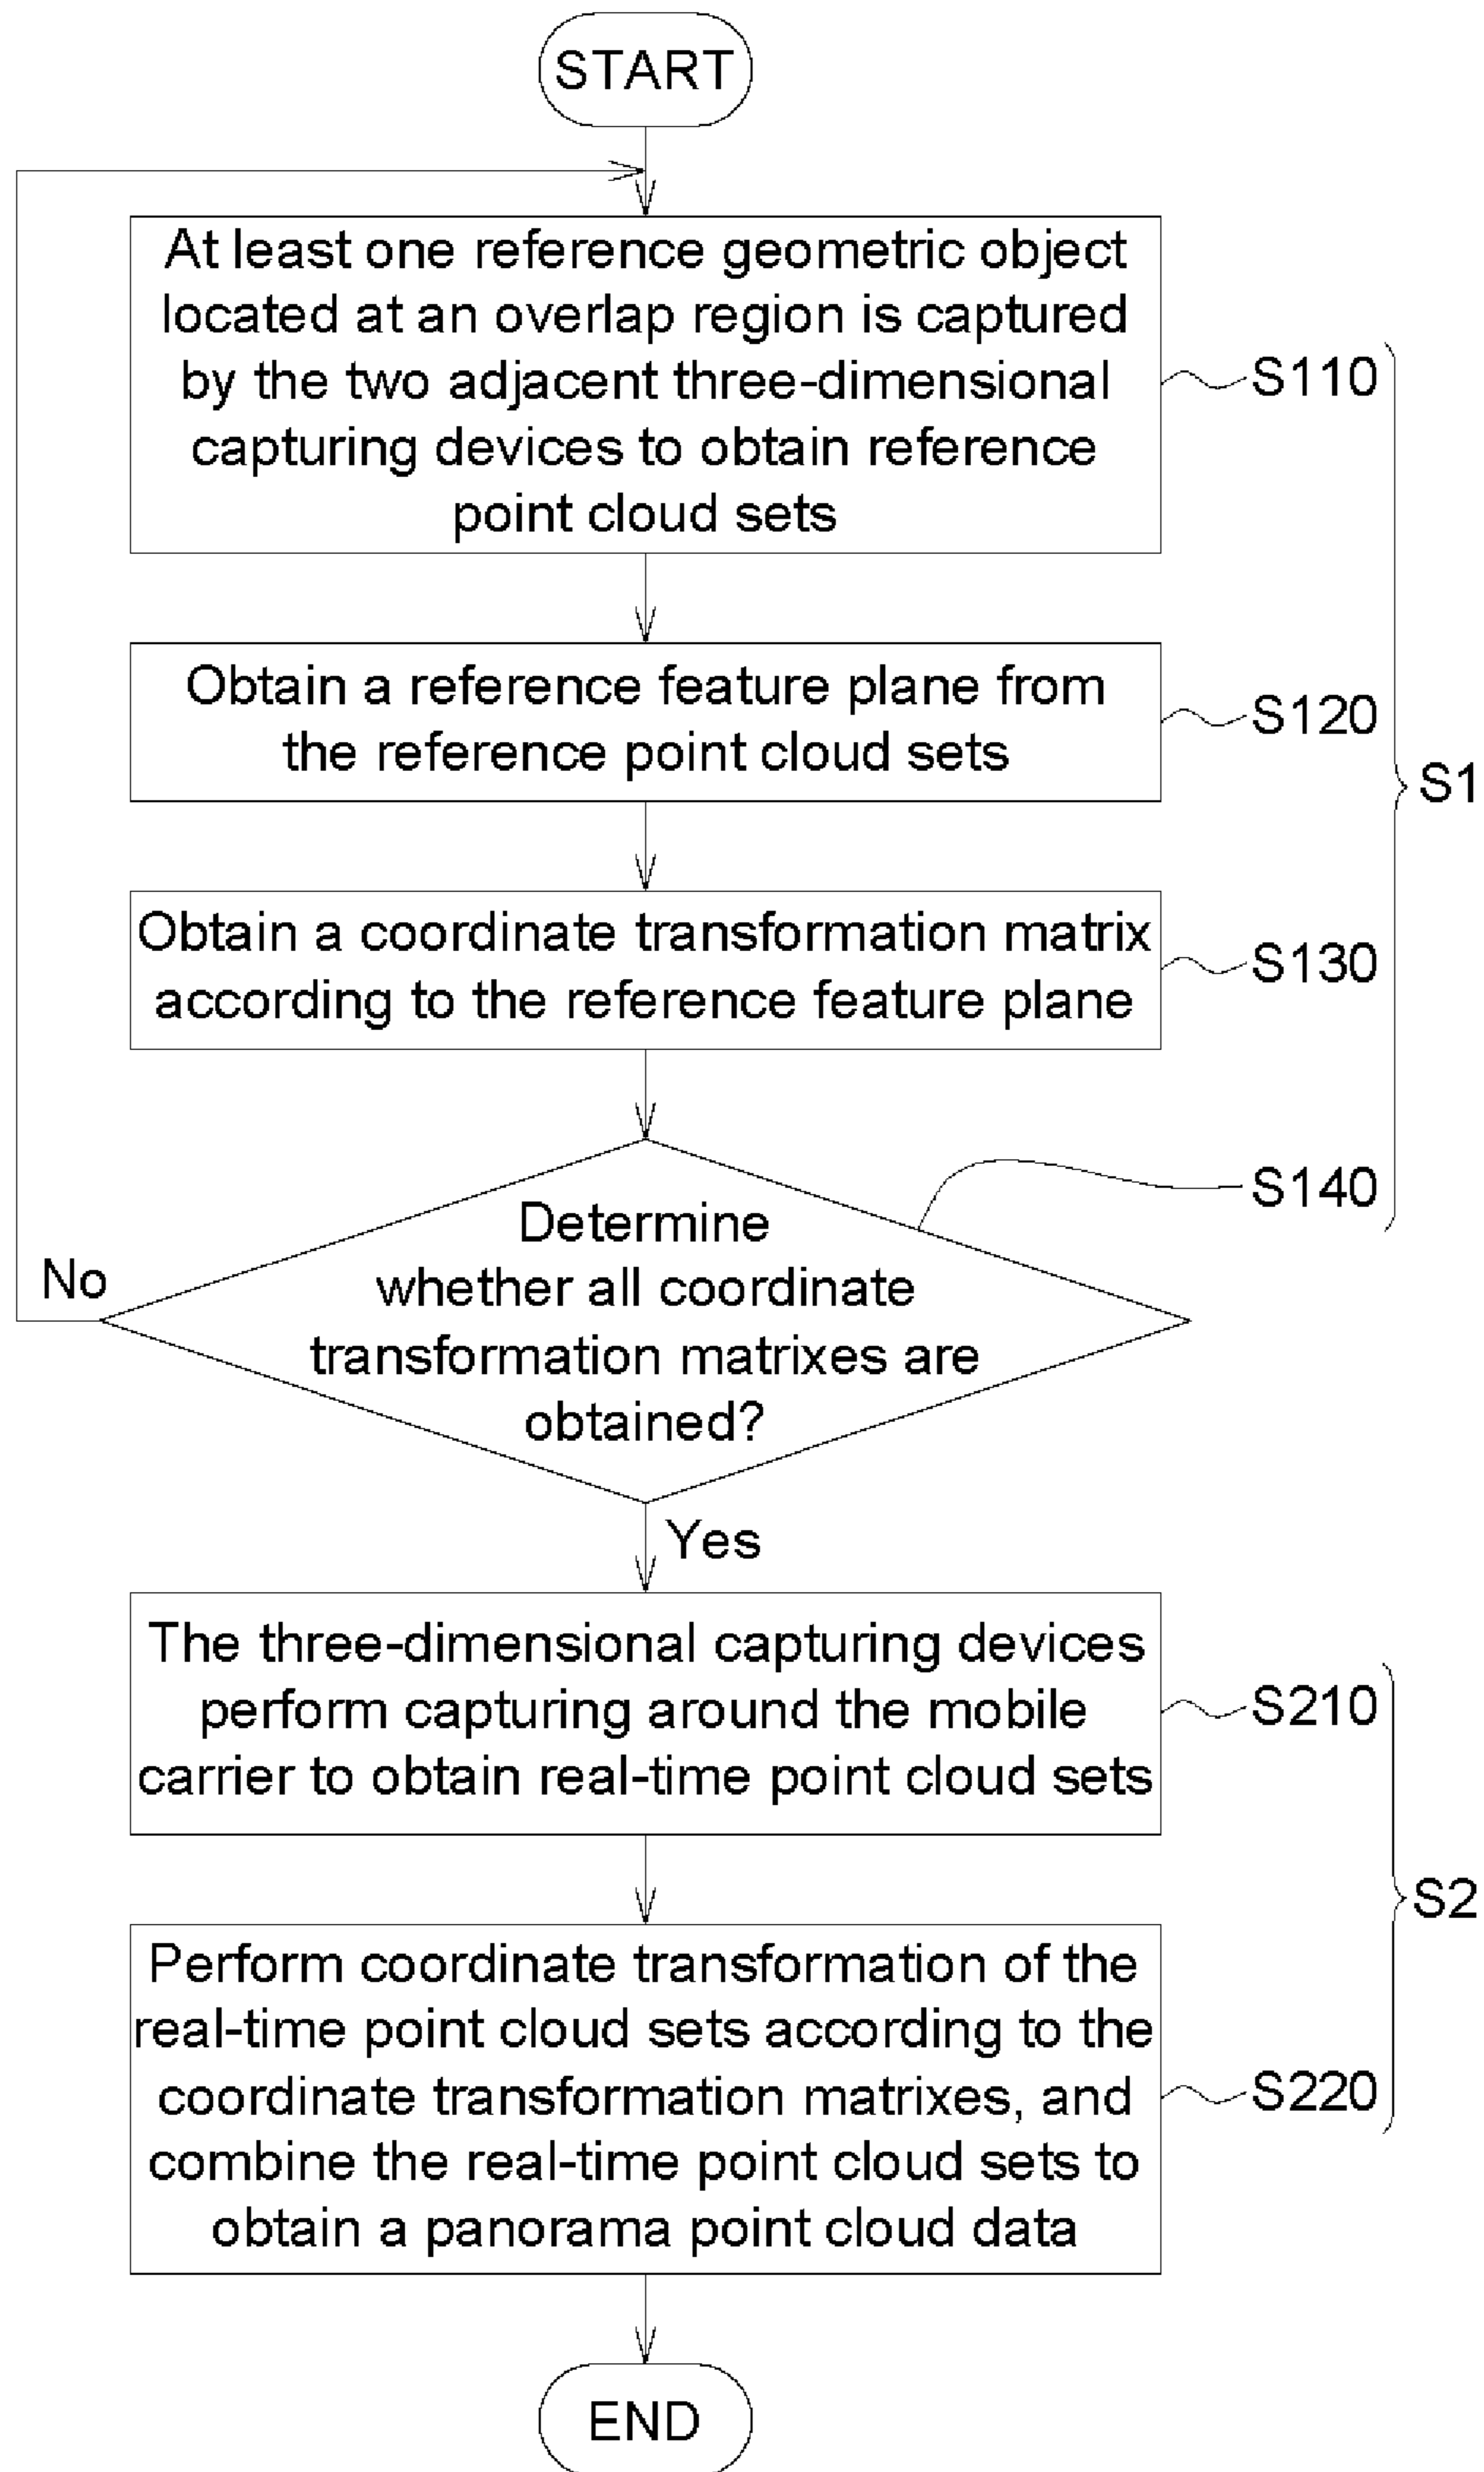 START
At least one reference geometric object
located at an overlap region is captured
by the two adjacent three-dimensional
capturing devices to obtain reference
point cloud sets
S110
Obtain a reference feature plane from
the reference point cloud sets
S120
S1
Obtain a coordinate transformation matrix
according to the reference feature plane
S130
Determine
whether all coordinate
transformation matrixes are
obtained?
S140
No
Yes
The three-dimensional capturing devices
perform capturing around the mobile
carrier to obtain real-time point cloud sets
S210
S2
Perform coordinate transformation of the
real-time point cloud sets according to the
coordinate transformation matrixes, and
combine the real-time point cloud sets to
obtain a panorama point cloud data
S220
END